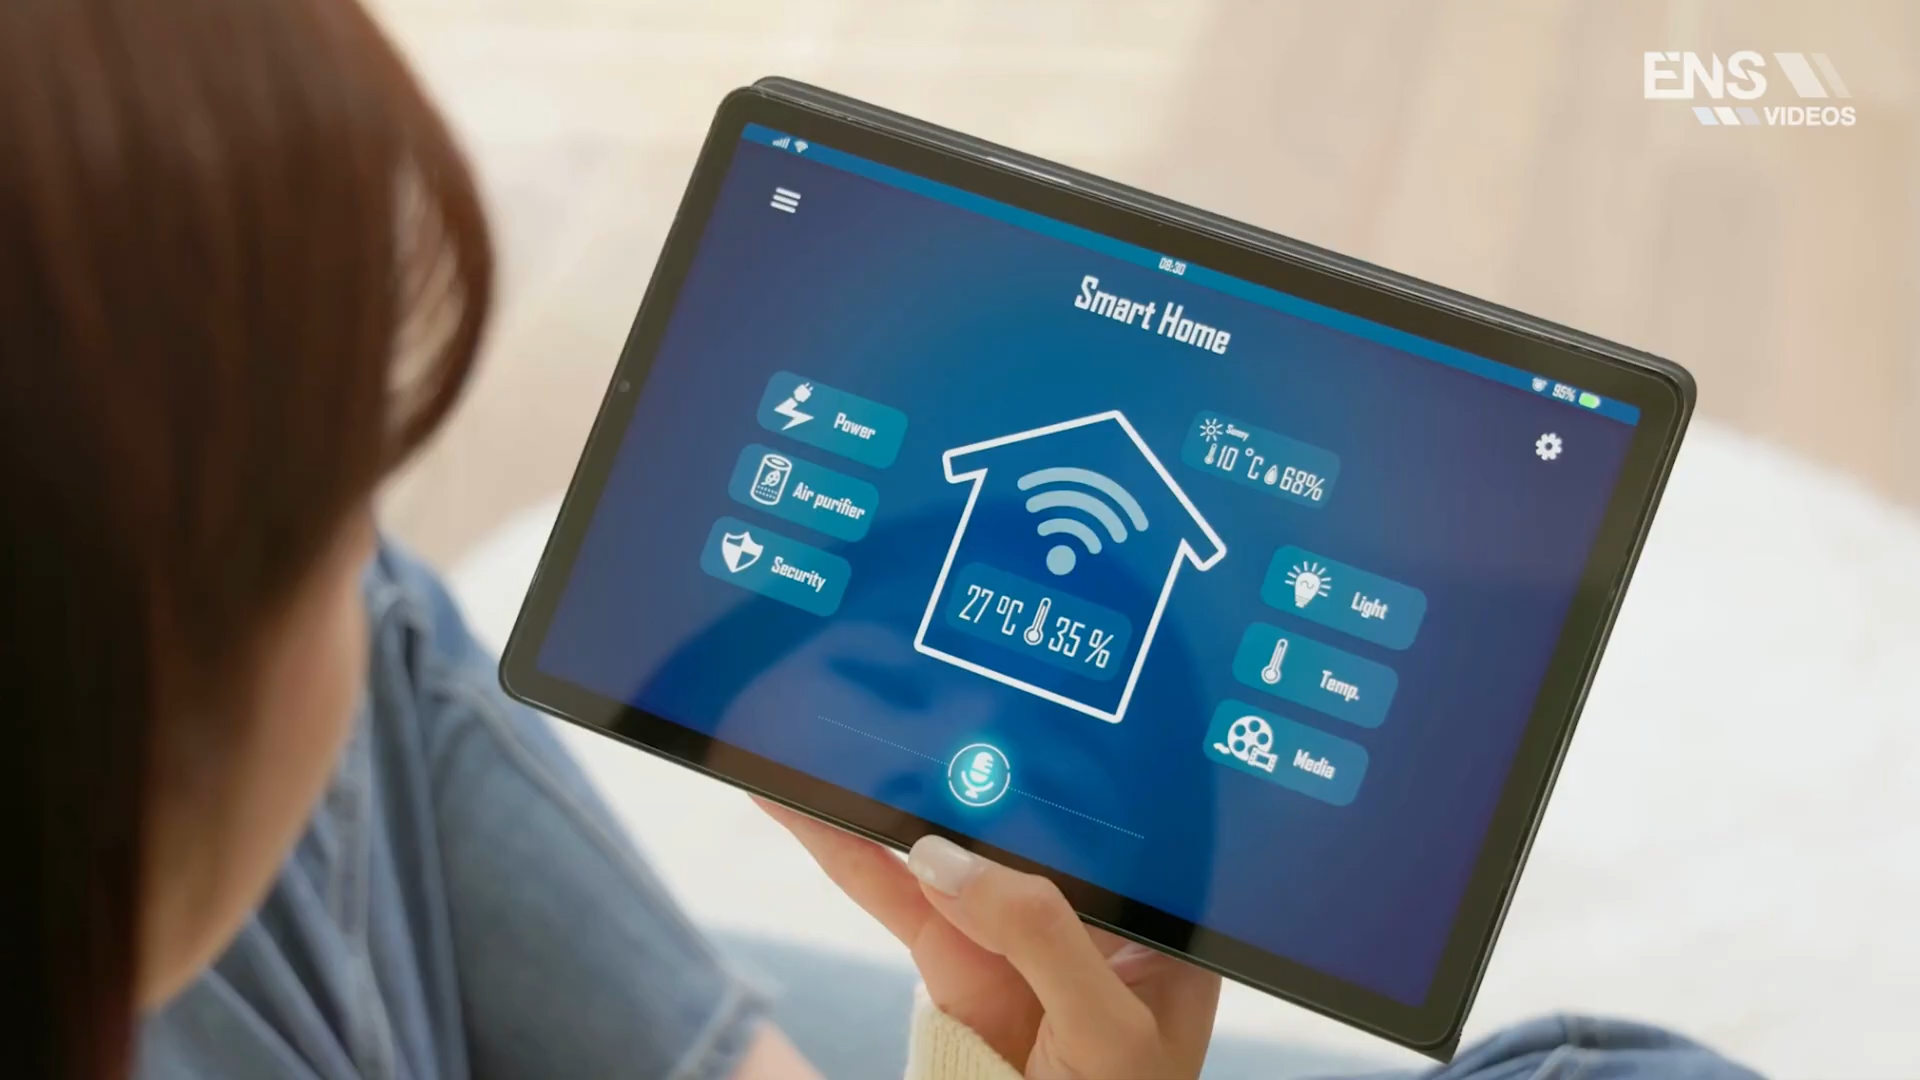 ENS
VIDEOS
08:30
95%
Smart Home
Power
Air purifier
Security
Sunny
10 °C 68%
27 °C 35 %
Light
Temp.
Media